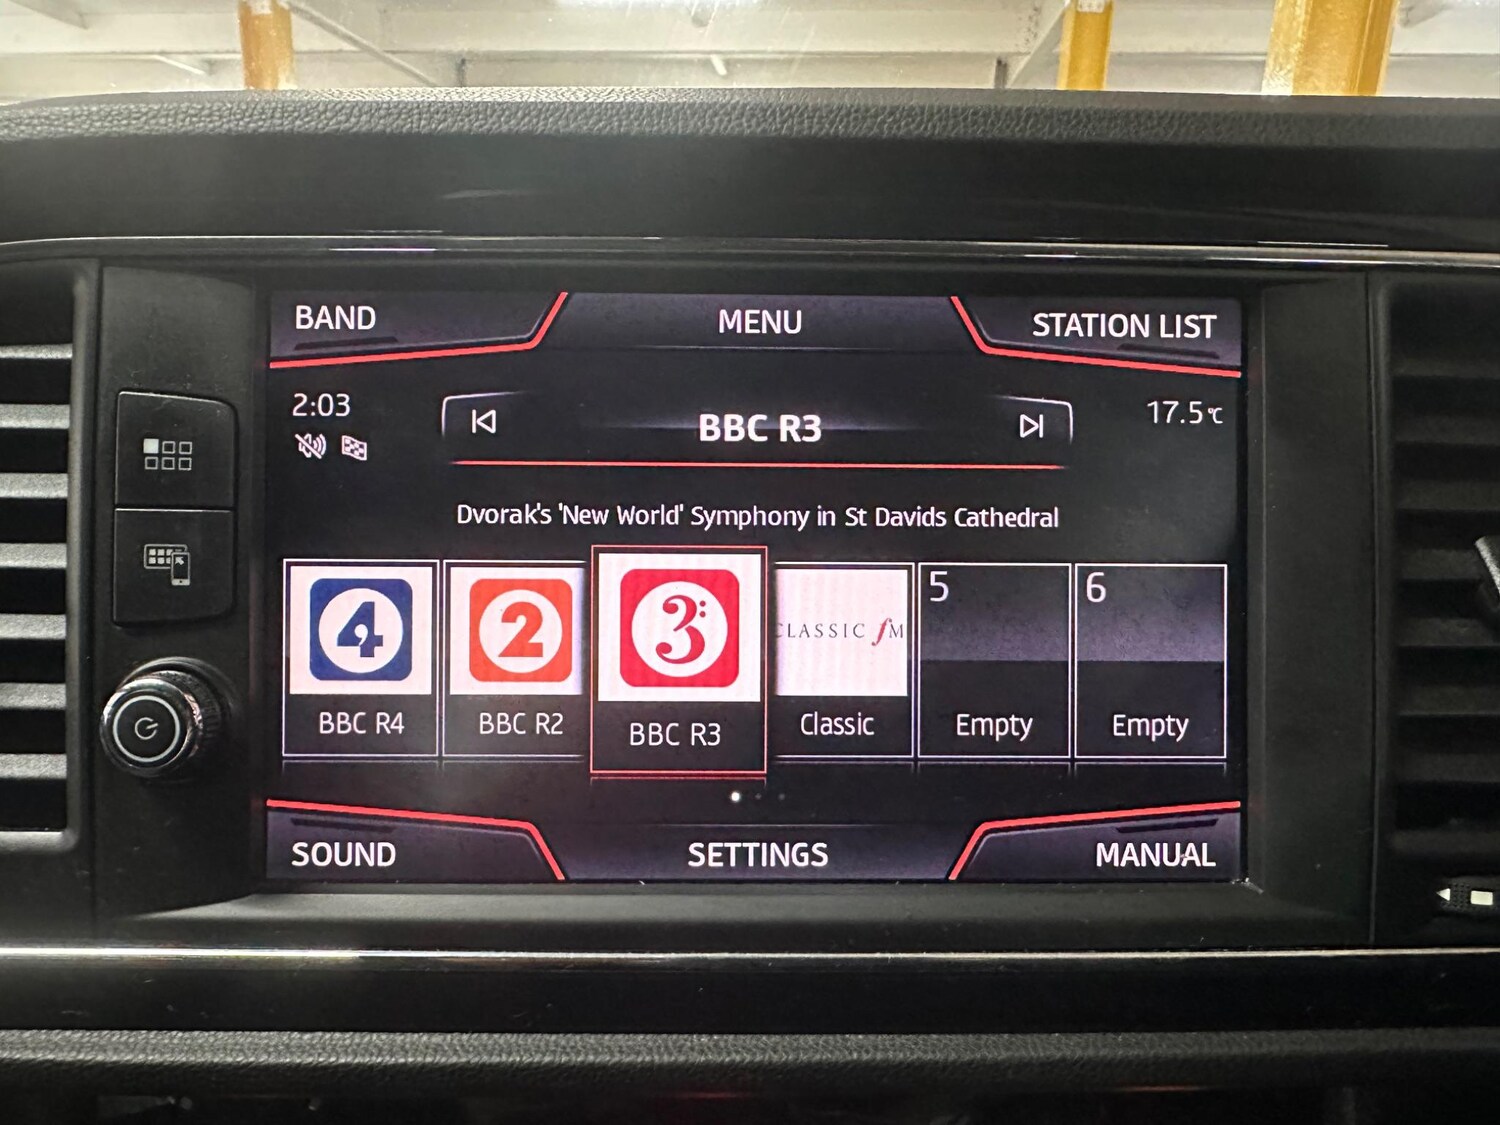 BAND
MENU
STATION LIST
2:03
BBC R3
17.5°C
Dvorak's 'New World' Symphony in St Davids Cathedral
4
2
3:
CLASSIC fM
5
6
BBC R4
BBC R2
BBC R3
Classic
Empty
Empty
SOUND
SETTINGS
MANUAL